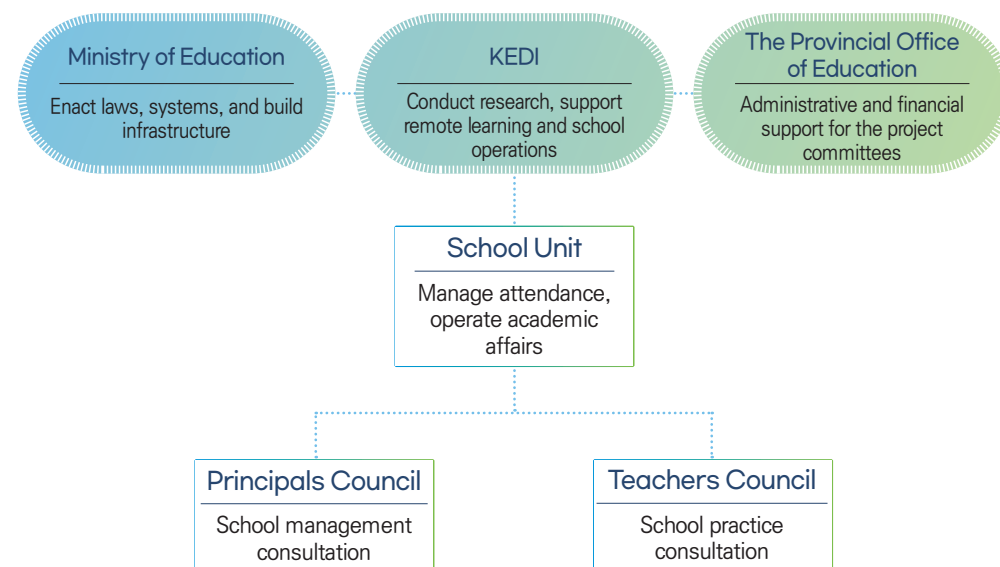 Ministry of Education
Enact laws, systems, and build
infrastructure
KEDI
Conduct research, support
remote learning and school
operations
The Provincial Office
of Education
Administrative and financial
support for the project
committees
School Unit
Manage attendance,
operate academic
affairs
Principals Council
School management
consultation
Teachers Council
School practice
consultation